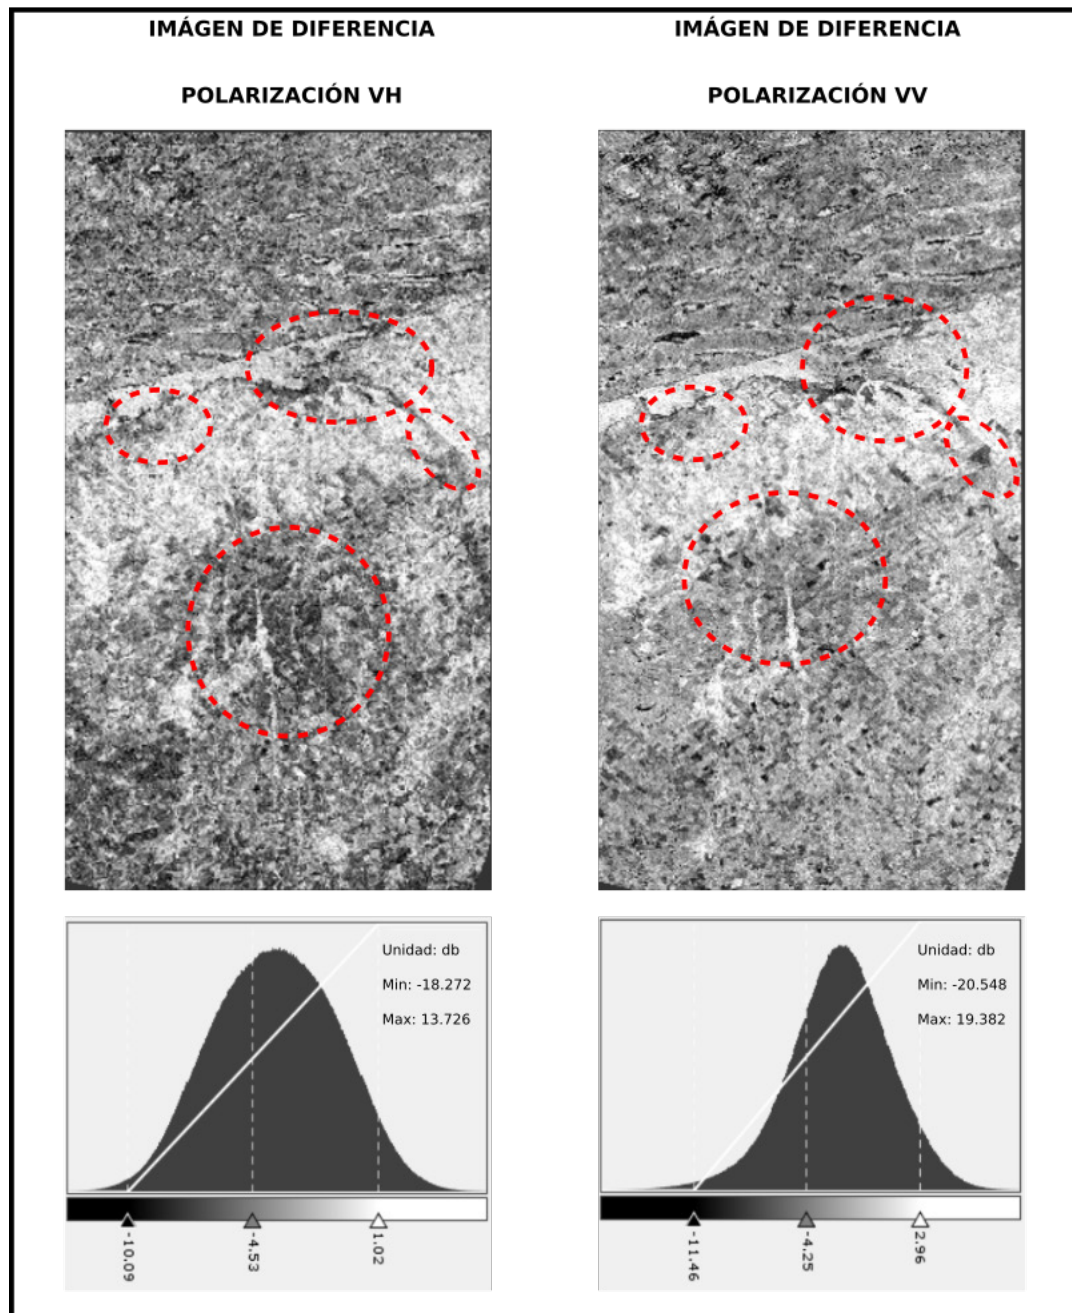 IMÁGEN DE DIFERENCIA
POLARIZACIÓN VH
IMÁGEN DE DIFERENCIA
POLARIZACIÓN VV
Unidad: db
Min: -18.272
Max: 13.726
-10.09
-4.53
1.02
Unidad: db
Min: -20.548
Max: 19.382
-11.46
-4.25
2.96